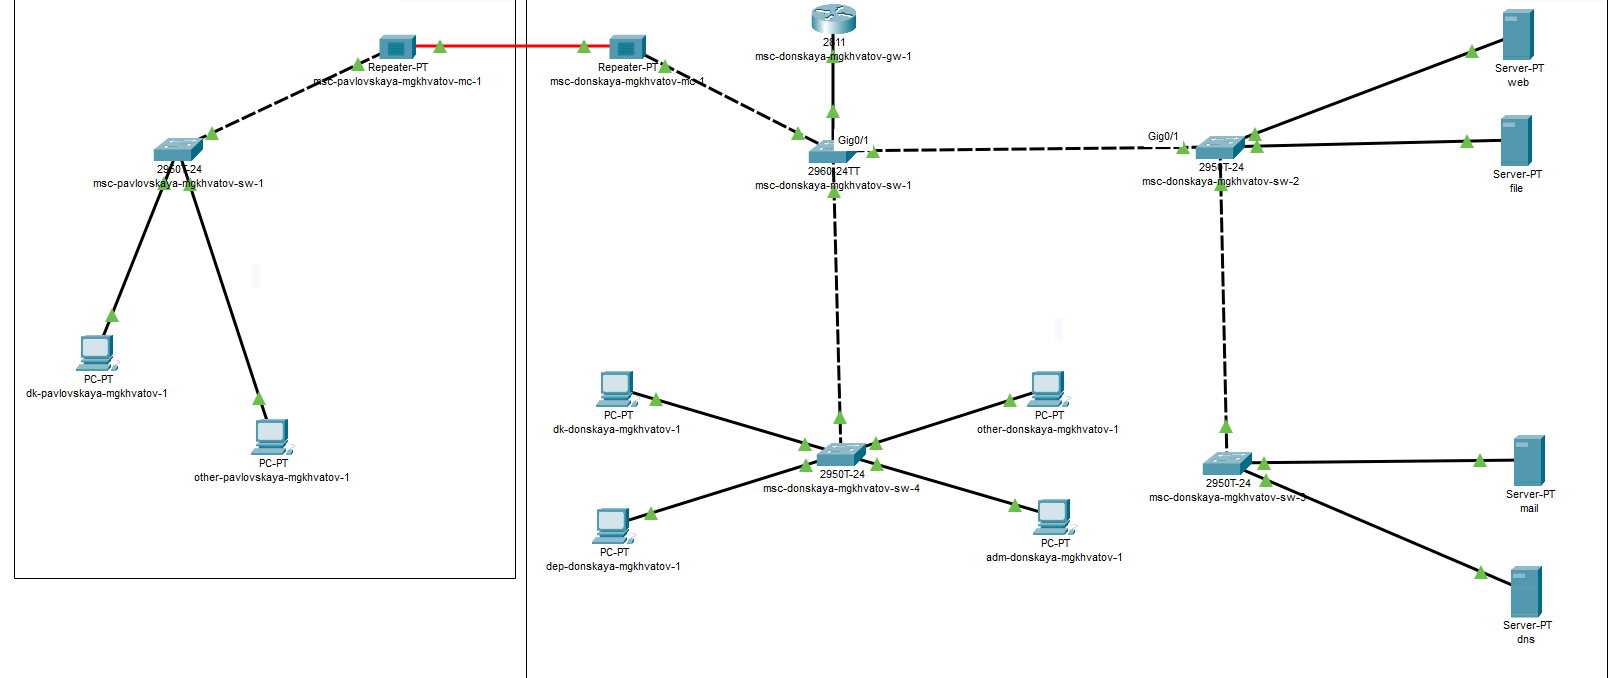 Repeater-PT
msc-pavlovskaya-mgkhvatov-mc-1
Repeater-PT
msc-donskaya-mgkhvatov-mc-1
2811
msc-donskaya-mgkhvatov-gw-1
Server-PT
web
2950T-24
msc-pavlovskaya-mgkhvatov-sw-1
Gig0/1
2960-24TT
msc-donskaya-mgkhvatov-sw-1
Gig0/1
2950T-24
msc-donskaya-mgkhvatov-sw-2
Server-PT
file
PC-PT
dk-pavlovskaya-mgkhvatov-1
PC-PT
other-pavlovskaya-mgkhvatov-1
PC-PT
dk-donskaya-mgkhvatov-1
PC-PT
other-donskaya-mgkhvatov-1
2950T-24
msc-donskaya-mgkhvatov-sw-4
2950T-24
msc-donskaya-mgkhvatov-sw-3
Server-PT
mail
PC-PT
dep-donskaya-mgkhvatov-1
PC-PT
adm-donskaya-mgkhvatov-1
Server-PT
dns